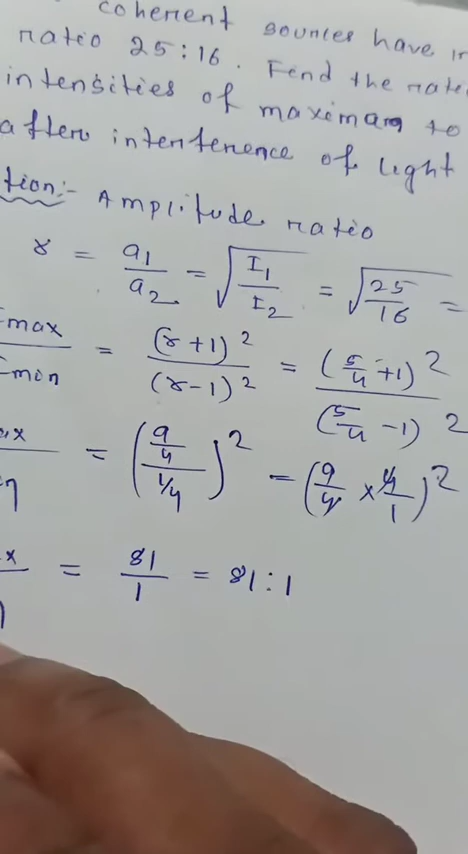 coherent sources have in
ratio 25:16. Find the ratio
intensities of maximam to
after interference of light
tion:- Amplitude ratio
r = a₁/a₂ = √(I₁/I₂) = √(25/16) =
max/min = (r+1)²/(r-1)² = (5/4+1)²/(5/4-1)²
= ((9/4)/(1/4))² = (9/4 × 4/1)²
x = 81/1 = 81:1